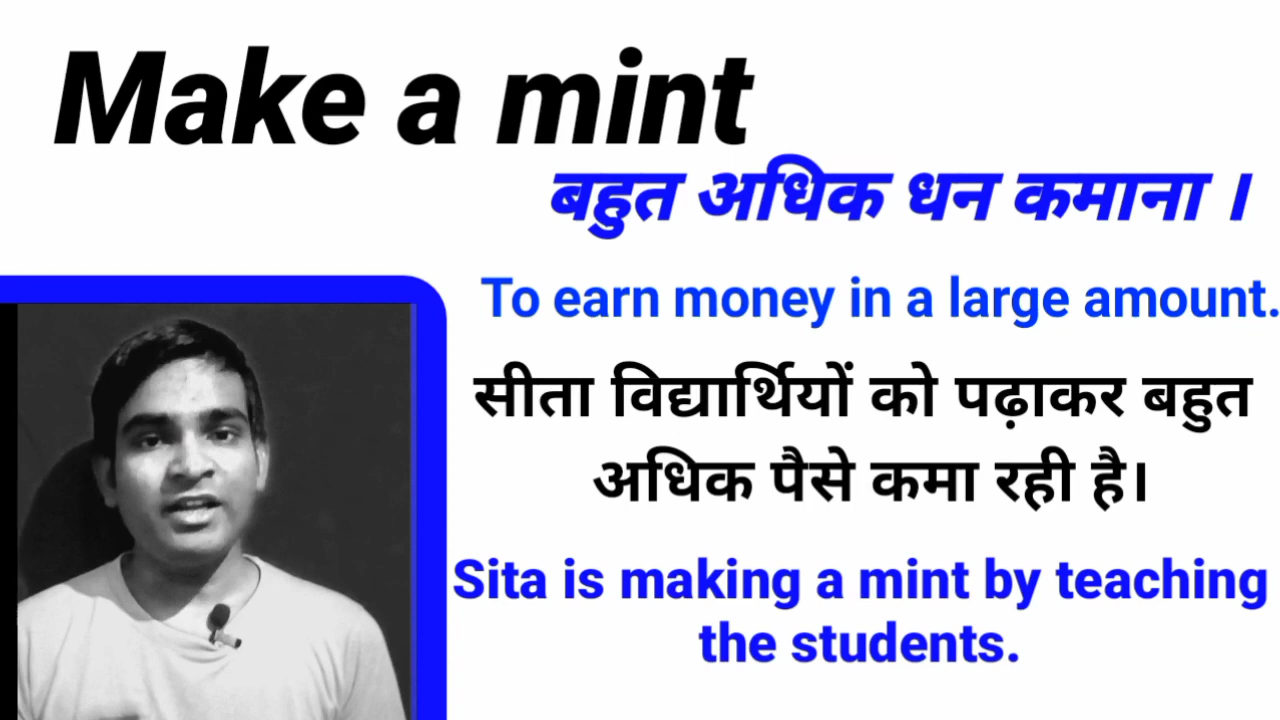 Make a mint
बहुत अधिक धन कमाना ।
To earn money in a large amount.
सीता विद्यार्थियों को पढ़ाकर बहुत
अधिक पैसे कमा रही है।
Sita is making a mint by teaching
the students.